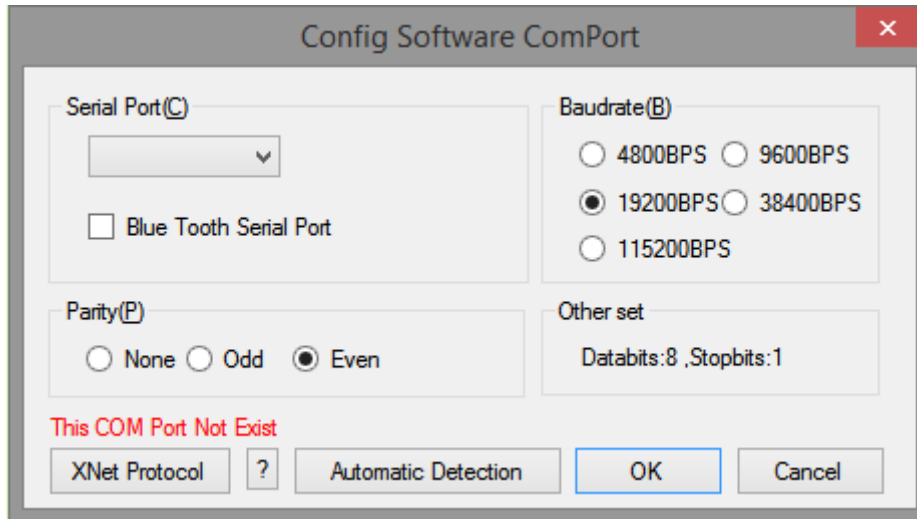 Config Software ComPort
Serial Port(C)
Blue Tooth Serial Port
Baudrate(B)
4800BPS 9600BPS
19200BPS 38400BPS
115200BPS
Parity(P)
None Odd Even
Other set
Databits:8 ,Stopbits:1
This COM Port Not Exist
XNet Protocol ? Automatic Detection OK Cancel